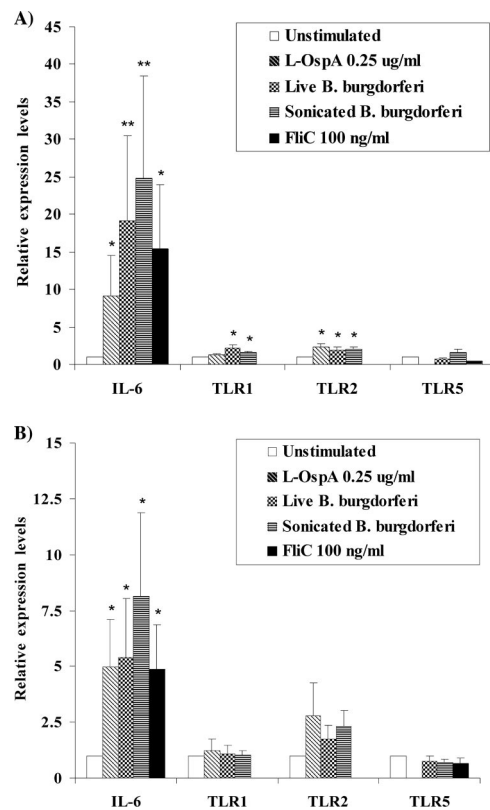 A)
Relative expression levels
45
40
35
30
25
20
15
10
5
0
Unstimulated
L-OspA 0.25 ug/ml
Live B. burgdorferi
Sonicated B. burgdorferi
FliC 100 ng/ml
*
**
**
*
*
*
*
*
*
IL-6
TLR1
TLR2
TLR5
B)
Relative expression levels
15
12.5
10
7.5
5
2.5
0
Unstimulated
L-OspA 0.25 ug/ml
Live B. burgdorferi
Sonicated B. burgdorferi
FliC 100 ng/ml
*
*
*
*
IL-6
TLR1
TLR2
TLR5